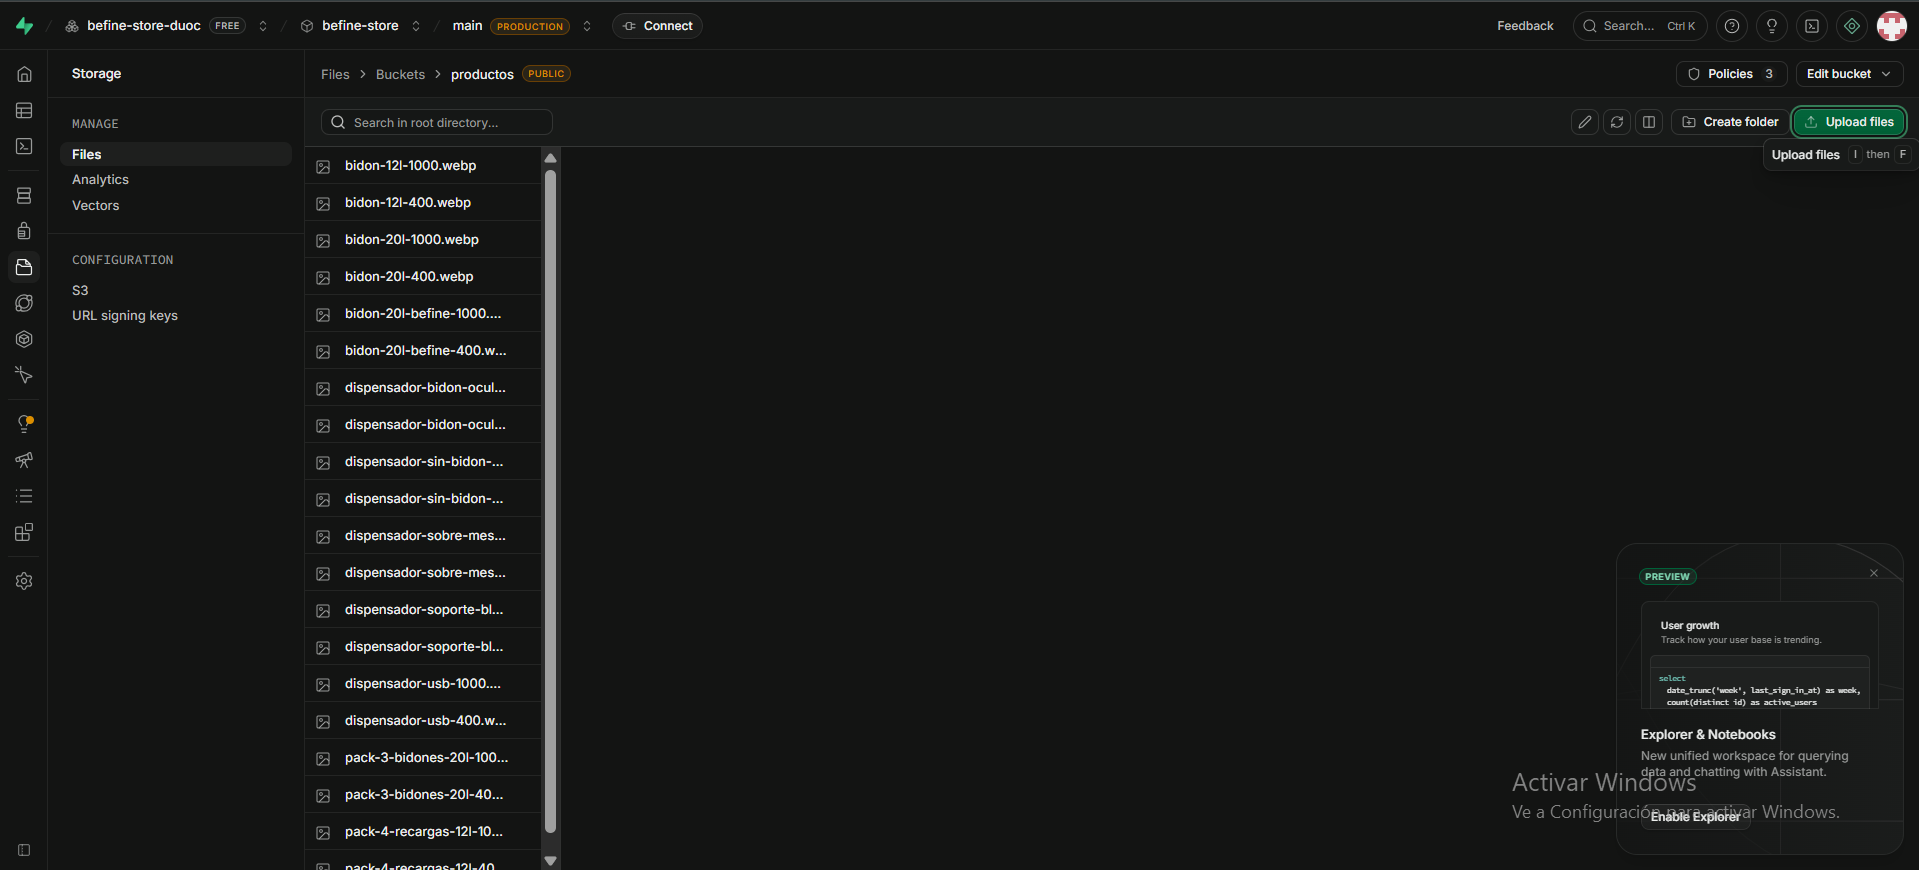 befine-store-duoc FREE
befine-store
main PRODUCTION
Connect
Feedback
Search... Ctrl K
Storage
Files > Buckets > productos PUBLIC
Policies 3
Edit bucket
MANAGE
Files
Analytics
Vectors
CONFIGURATION
S3
URL signing keys
Search in root directory...
Create folder
Upload files
Upload files I then F
bidon-12l-1000.webp
bidon-12l-400.webp
bidon-20l-1000.webp
bidon-20l-400.webp
bidon-20l-befine-1000....
bidon-20l-befine-400.w...
dispensador-bidon-ocul...
dispensador-bidon-ocul...
dispensador-sin-bidon-...
dispensador-sin-bidon-...
dispensador-sobre-mes...
dispensador-sobre-mes...
dispensador-soporte-bl...
dispensador-soporte-bl...
dispensador-usb-1000....
dispensador-usb-400.w...
pack-3-bidones-20l-100...
pack-3-bidones-20l-40...
pack-4-recargas-12l-10...
pack-4-recargas-12l-40...
PREVIEW
User growth
Track how your user base is trending.
select
date_trunc('week', last_sign_in_at) as week,
count(distinct id) as active_users
Explorer & Notebooks
New unified workspace for querying
data and chatting with Assistant.
Enable Explorer
Activar Windows
Ve a Configuración para activar Windows.